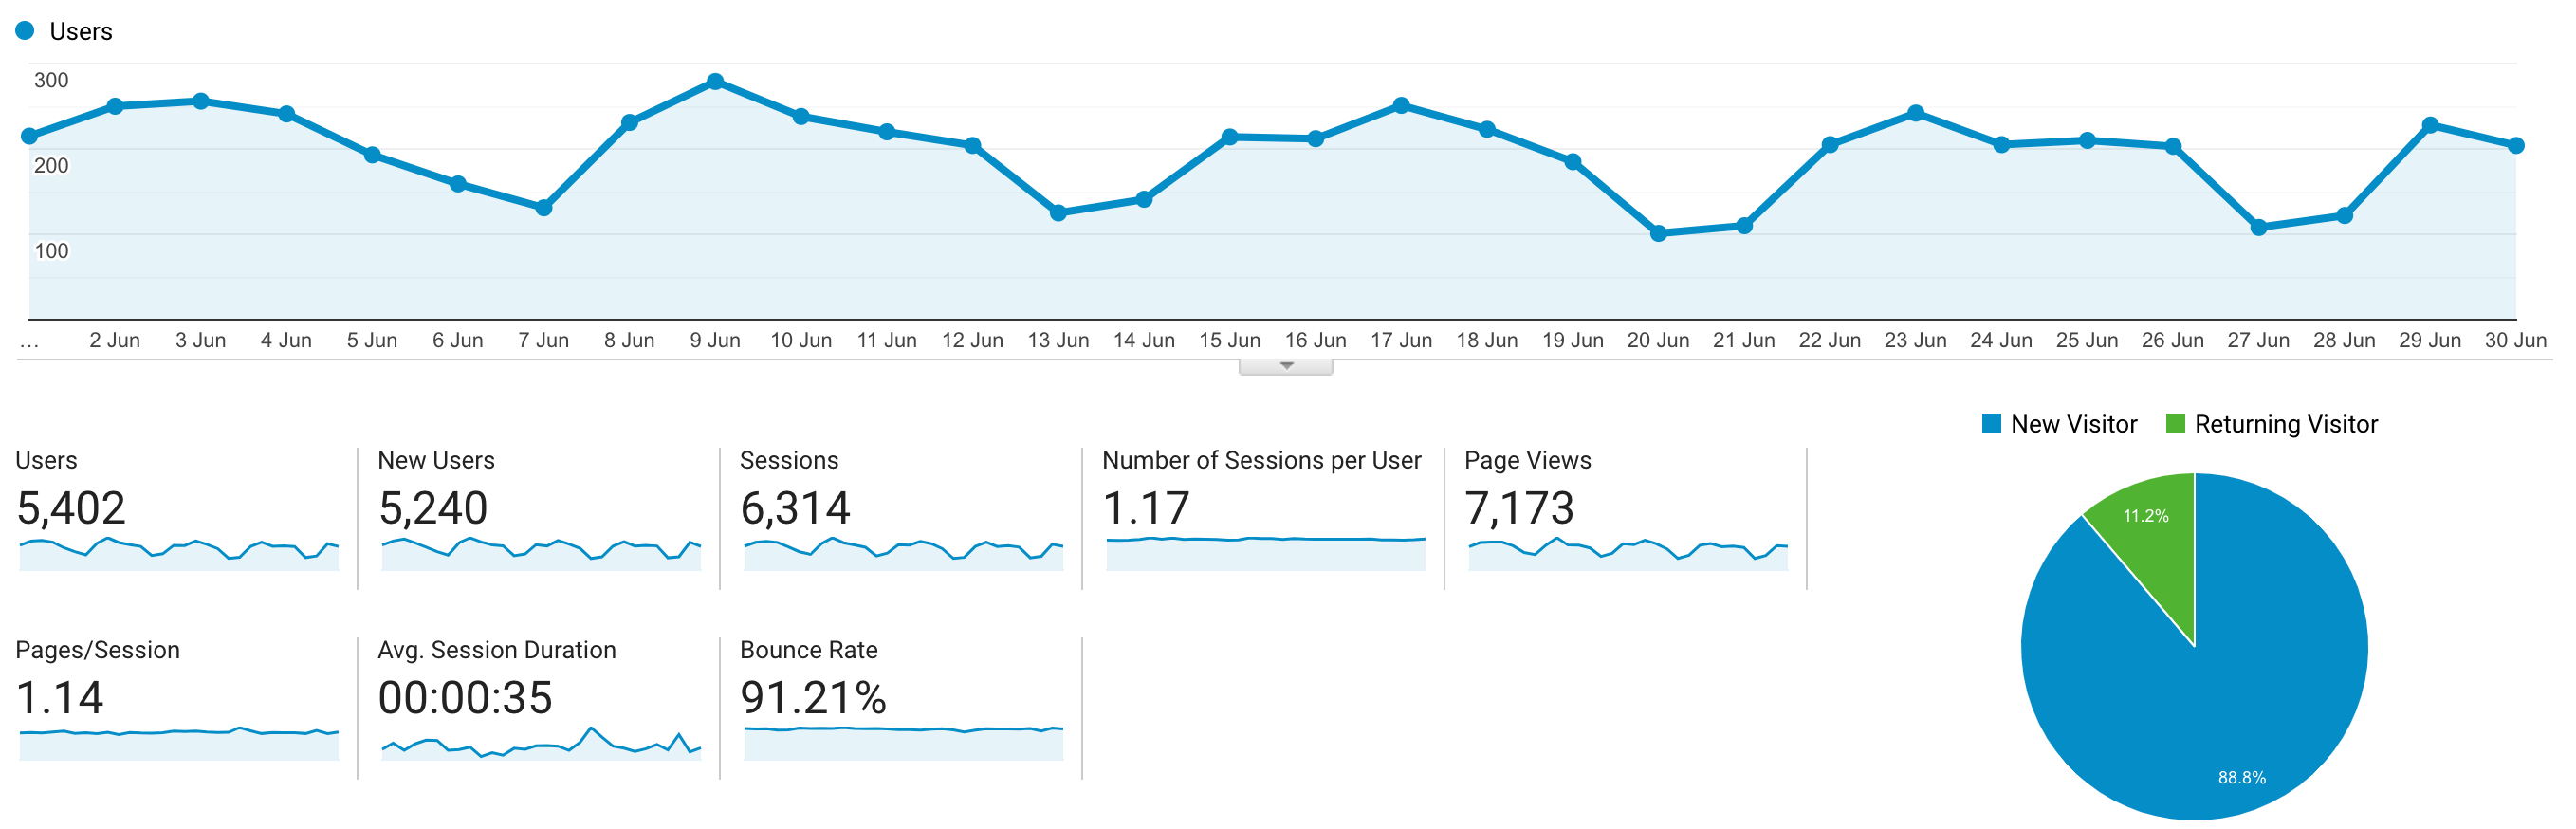 Users
300
200
100
... 2 Jun 3 Jun 4 Jun 5 Jun 6 Jun 7 Jun 8 Jun 9 Jun 10 Jun 11 Jun 12 Jun 13 Jun 14 Jun 15 Jun 16 Jun 17 Jun 18 Jun 19 Jun 20 Jun 21 Jun 22 Jun 23 Jun 24 Jun 25 Jun 26 Jun 27 Jun 28 Jun 29 Jun 30 Jun
New Visitor Returning Visitor
Users
5,402
New Users
5,240
Sessions
6,314
Number of Sessions per User
1.17
Page Views
7,173
Pages/Session
1.14
Avg. Session Duration
00:00:35
Bounce Rate
91.21%
11.2%
88.8%